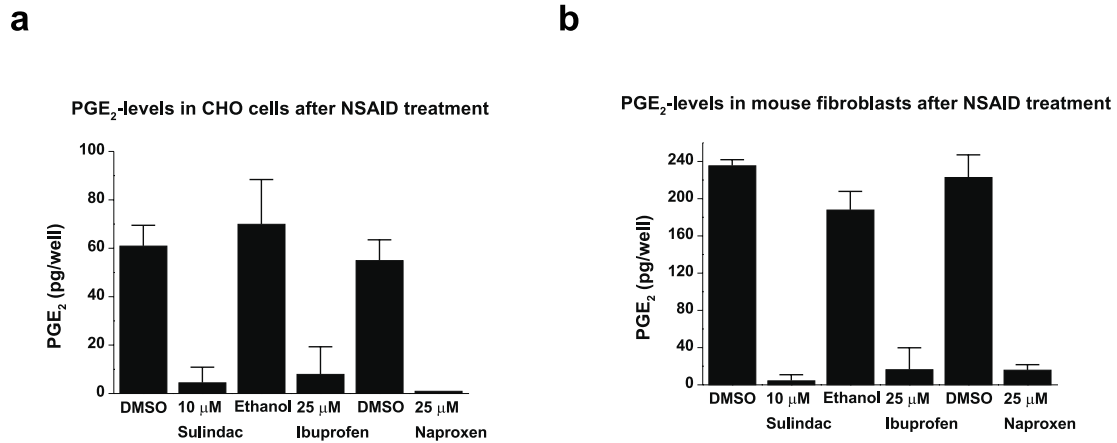 a
PGE₂-levels in CHO cells after NSAID treatment
PGE₂ (pg/well)
100
80
60
40
20
0
DMSO 10 μM Ethanol 25 μM DMSO 25 μM
Sulindac Ibuprofen Naproxen
b
PGE₂-levels in mouse fibroblasts after NSAID treatment
PGE₂ (pg/well)
240
200
160
120
80
40
0
DMSO 10 μM Ethanol 25 μM DMSO 25 μM
Sulindac Ibuprofen Naproxen